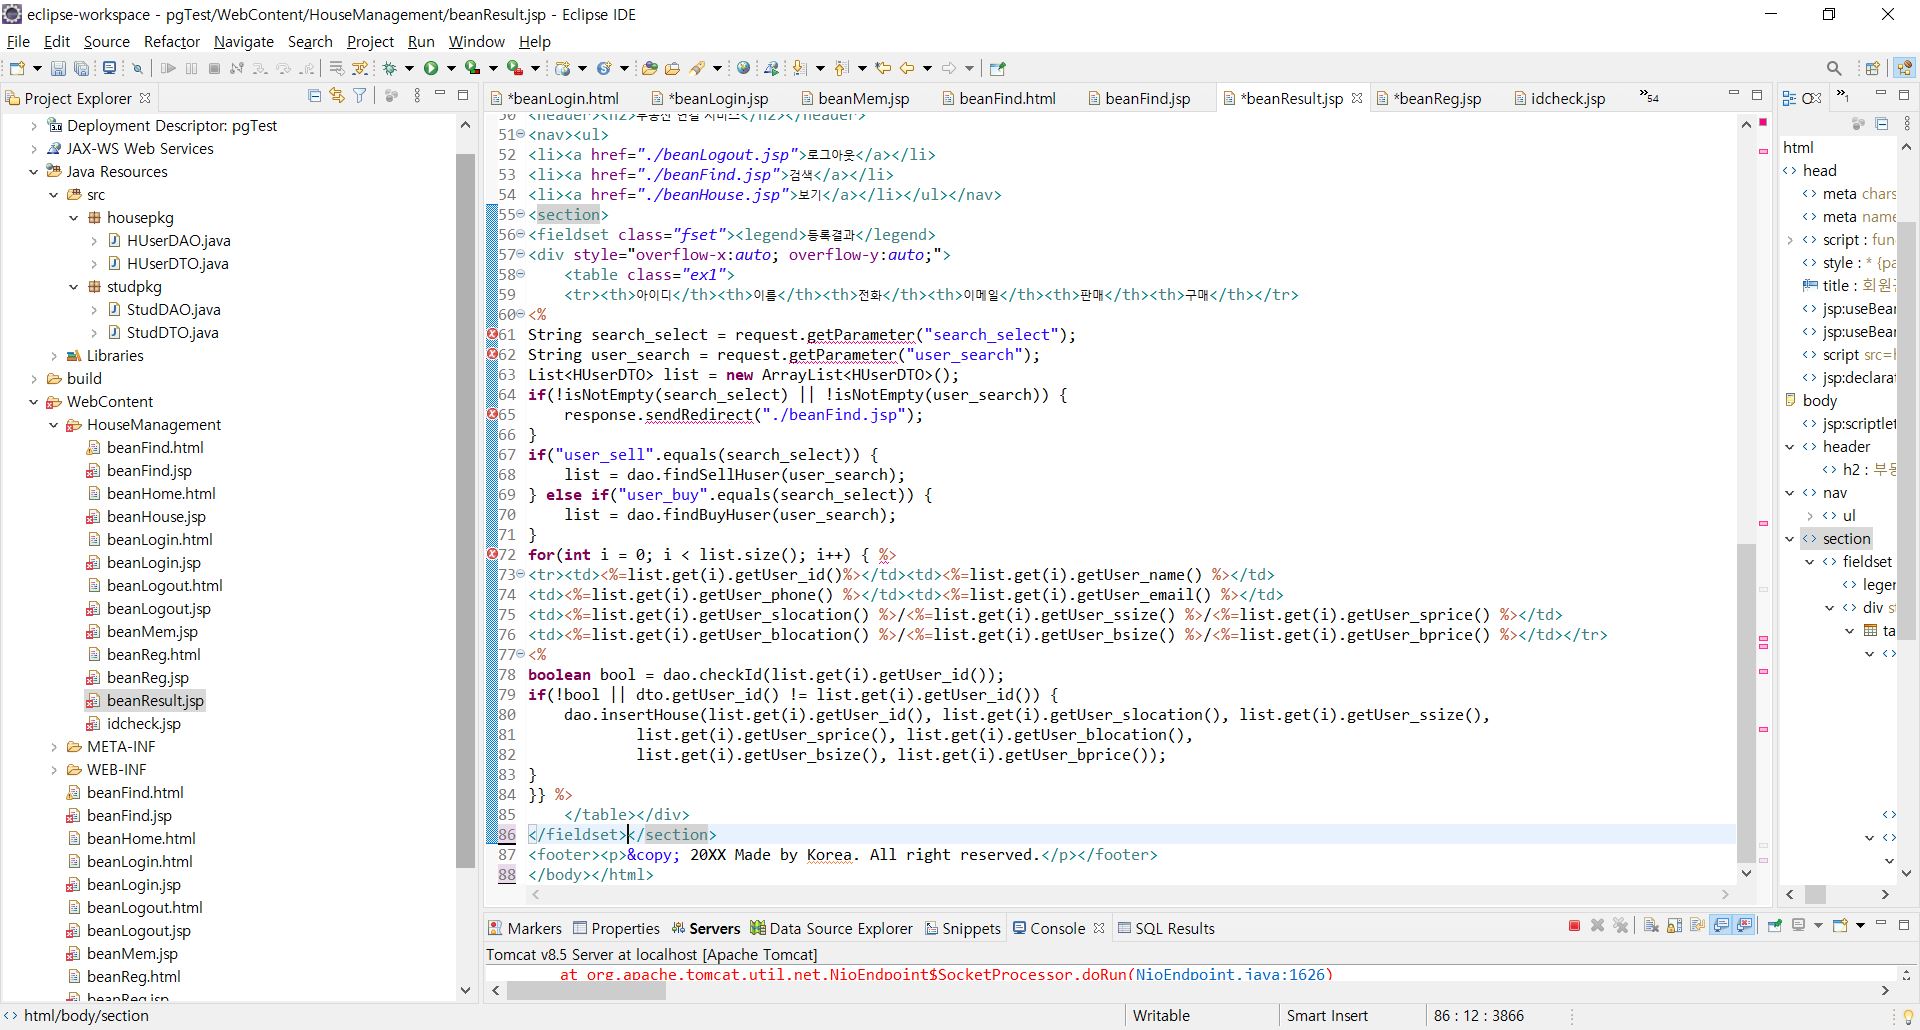 eclipse-workspace - pgTest/WebContent/HouseManagement/beanResult.jsp - Eclipse IDE
File Edit Source Refactor Navigate Search Project Run Window Help
Project Explorer
Deployment Descriptor: pgTest
JAX-WS Web Services
Java Resources
src
housepkg
HUserDAO.java
HUserDTO.java
studpkg
StudDAO.java
StudDTO.java
Libraries
build
WebContent
HouseManagement
beanFind.html
beanFind.jsp
beanHome.html
beanHouse.jsp
beanLogin.html
beanLogin.jsp
beanLogout.html
beanLogout.jsp
beanMem.jsp
beanReg.html
beanReg.jsp
beanResult.jsp
idcheck.jsp
META-INF
WEB-INF
beanFind.html
beanFind.jsp
beanHome.html
beanLogin.html
beanLogin.jsp
beanLogout.html
beanLogout.jsp
beanMem.jsp
beanReg.html
beanReg.jsp
*beanLogin.html *beanLogin.jsp beanMem.jsp beanFind.html beanFind.jsp *beanResult.jsp *beanReg.jsp idcheck.jsp 54
50 <header><h2>부동산 연결 서비스</h2></header>
51 <nav><ul>
52 <li><a href="./beanLogout.jsp">로그아웃</a></li>
53 <li><a href="./beanFind.jsp">검색</a></li>
54 <li><a href="./beanHouse.jsp">보기</a></li></ul></nav>
55 <section>
56 <fieldset class="fset"><legend>등록결과</legend>
57 <div style="overflow-x:auto; overflow-y:auto;">
58 <table class="ex1">
59 <tr><th>아이디</th><th>이름</th><th>전화</th><th>이메일</th><th>판매</th><th>구매</th></tr>
60 <%
61 String search_select = request.getParameter("search_select");
62 String user_search = request.getParameter("user_search");
63 List<HUserDTO> list = new ArrayList<HUserDTO>();
64 if(!isNotEmpty(search_select) || !isNotEmpty(user_search)) {
65 response.sendRedirect("./beanFind.jsp");
66 }
67 if("user_sell".equals(search_select)) {
68 list = dao.findSellHuser(user_search);
69 } else if("user_buy".equals(search_select)) {
70 list = dao.findBuyHuser(user_search);
71 }
72 for(int i = 0; i < list.size(); i++) { %>
73 <tr><td><%=list.get(i).getUser_id()%></td><td><%=list.get(i).getUser_name() %></td>
74 <td><%=list.get(i).getUser_phone() %></td><td><%=list.get(i).getUser_email() %></td>
75 <td><%=list.get(i).getUser_slocation() %>/<%=list.get(i).getUser_ssize() %>/<%=list.get(i).getUser_sprice() %></td>
76 <td><%=list.get(i).getUser_blocation() %>/<%=list.get(i).getUser_bsize() %>/<%=list.get(i).getUser_bprice() %></td></tr>
77 <%
78 boolean bool = dao.checkId(list.get(i).getUser_id());
79 if(!bool || dto.getUser_id() != list.get(i).getUser_id()) {
80 dao.insertHouse(list.get(i).getUser_id(), list.get(i).getUser_slocation(), list.get(i).getUser_ssize(),
81 list.get(i).getUser_sprice(), list.get(i).getUser_blocation(),
82 list.get(i).getUser_bsize(), list.get(i).getUser_bprice());
83 }
84 }} %>
85 </table></div>
86 </fieldset></section>
87 <footer><p>&copy; 20XX Made by Korea. All right reserved.</p></footer>
88 </body></html>
1
html
head
meta chars
meta name
script : fun
style : * {pa
title : 회원
jsp:useBear
jsp:useBear
script src=
jsp:declarat
body
jsp:scriptlet
header
h2 : 부동
nav
ul
section
fieldset
leger
div s
ta
Markers Properties Servers Data Source Explorer Snippets Console SQL Results
Tomcat v8.5 Server at localhost [Apache Tomcat]
at org.apache.tomcat.util.net.NioEndpoint$SocketProcessor.doRun(NioEndpoint.java:1626)
html/body/section Writable Smart Insert 86 : 12 : 3866